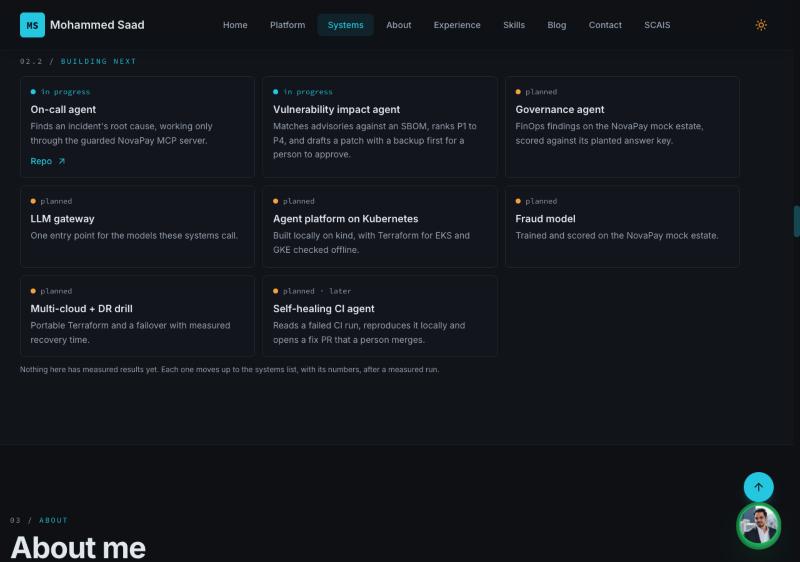 MS Mohammed Saad Home Platform Systems About Experience Skills Blog Contact SCAIS
02.2 / BUILDING NEXT
in progress
On-call agent
Finds an incident's root cause, working only
through the guarded NovaPay MCP server.
Repo ↗
in progress
Vulnerability impact agent
Matches advisories against an SBOM, ranks P1 to
P4, and drafts a patch with a backup first for a
person to approve.
planned
Governance agent
FinOps findings on the NovaPay mock estate,
scored against its planted answer key.
planned
LLM gateway
One entry point for the models these systems call.
planned
Agent platform on Kubernetes
Built locally on kind, with Terraform for EKS and
GKE checked offline.
planned
Fraud model
Trained and scored on the NovaPay mock estate.
planned
Multi-cloud + DR drill
Portable Terraform and a failover with measured
recovery time.
planned · later
Self-healing CI agent
Reads a failed CI run, reproduces it locally and
opens a fix PR that a person merges.
Nothing here has measured results yet. Each one moves up to the systems list, with its numbers, after a measured run.
03 / ABOUT
About me